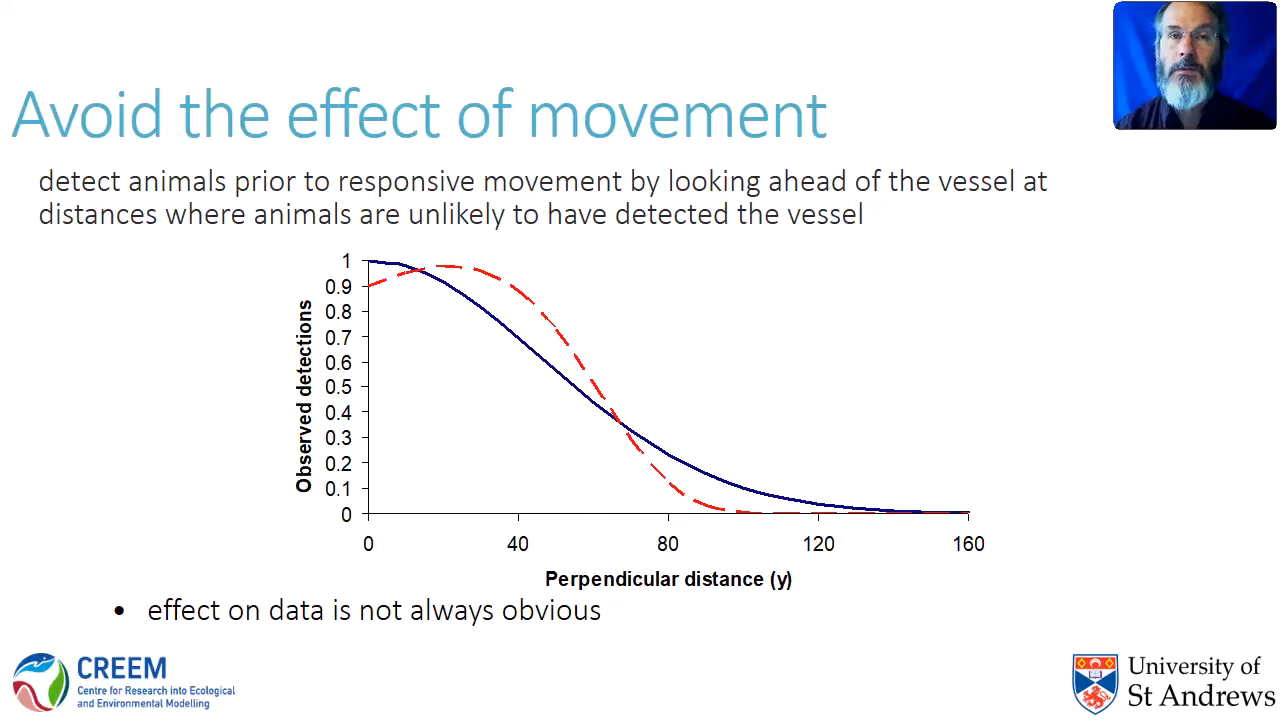 Avoid the effect of movement
detect animals prior to responsive movement by looking ahead of the vessel at
distances where animals are unlikely to have detected the vessel
1
0.9
0.8
0.7
0.6
0.5
0.4
0.3
0.2
0.1
0
Observed detections
0 40 80 120 160
Perpendicular distance (y)
• effect on data is not always obvious
CREEM
Centre for Research into Ecological
and Environmental Modelling
University of
St Andrews